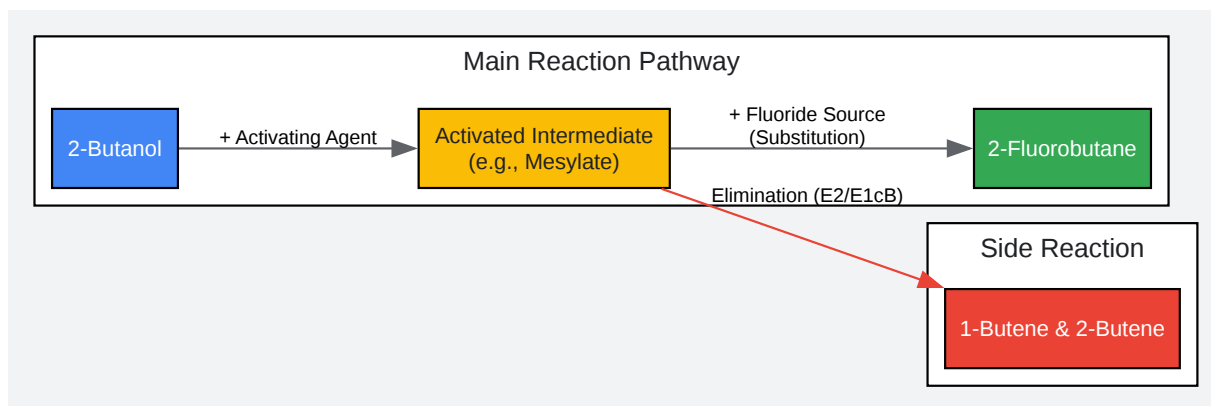 Main Reaction Pathway
2-Butanol
+ Activating Agent
Activated Intermediate
(e.g., Mesylate)
+ Fluoride Source
(Substitution)
2-Fluorobutane
Elimination (E2/E1cB)
Side Reaction
1-Butene & 2-Butene